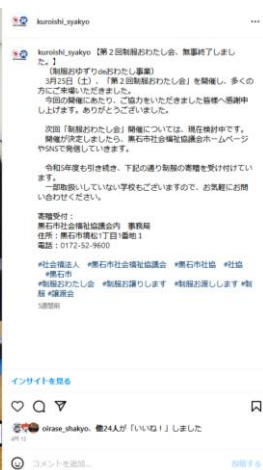 kuroishi_syakyo
kuroishi_syakyo 【第２回制服おわたし会、無事終了しまし
た。】
（制服おゆずりdeおわたし事業）
3月25日（土）、「第２回制服おわたし会」を開催し、多くの
方にご来場いただきました。
今回の開催にあたり、ご協力をいただきました皆様へ感謝申
し上げます。ありがとうございました。
次回「制服おわたし会」開催については、現在検討中です。
開催が決定しましたら、黒石市社会福祉協議会ホームページ
やSNSで発信していきます。
令和5年度も引き続き、下記の通り制服の寄贈を受け付けてい
ます。
一部取扱いしていない学校もございますので、お気軽にお問
い合わせください。
寄贈受付：
黒石市社会福祉協議会内　事務局
住所：黒石市境松1丁目1番地１
電話：0172-52-9600
#社会福祉法人　#黒石市社会福祉協議会　#黒石市社協　#社協
#黒石市
#制服おわたし会　#制服お譲りします　#制服お渡しします #制
服 #譲渡会
5週間前
インサイトを見る
oirase_shakyo、他24人が「いいね！」しました
コメントを追加...
投稿する